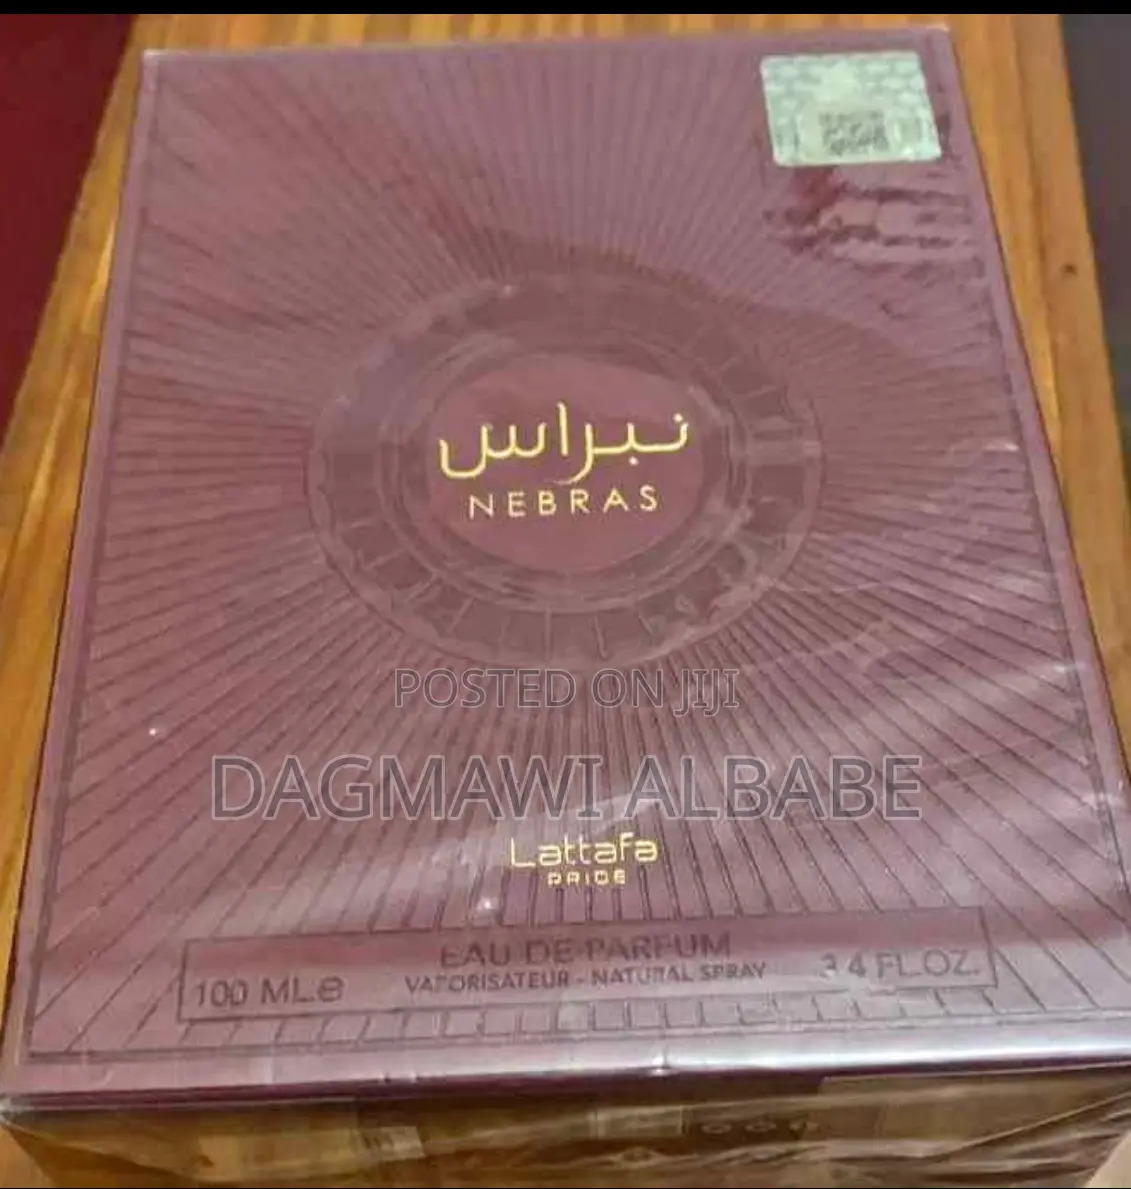 نبراس
NEBRAS
POSTED ON JIJI
DAGMAWI ALBABE
Lattafa
PRIDE
EAU DE PARFUM
100 MLe VAPORISATEUR - NATURAL SPRAY 3.4 FL.OZ.